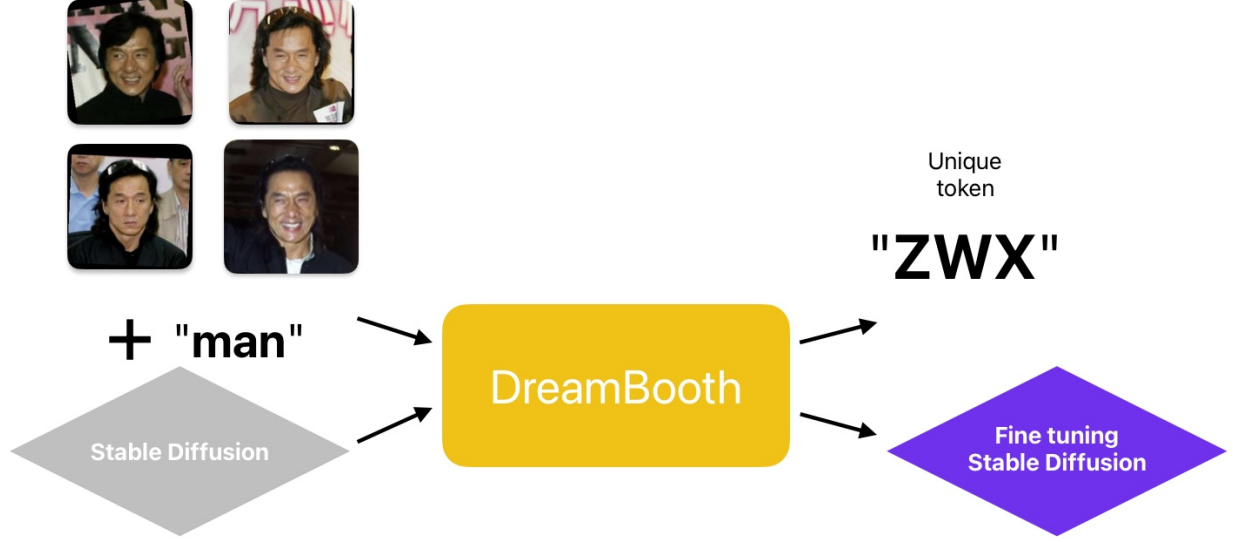 + "man"
Stable Diffusion
DreamBooth
Unique
token
"ZWX"
Fine tuning
Stable Diffusion